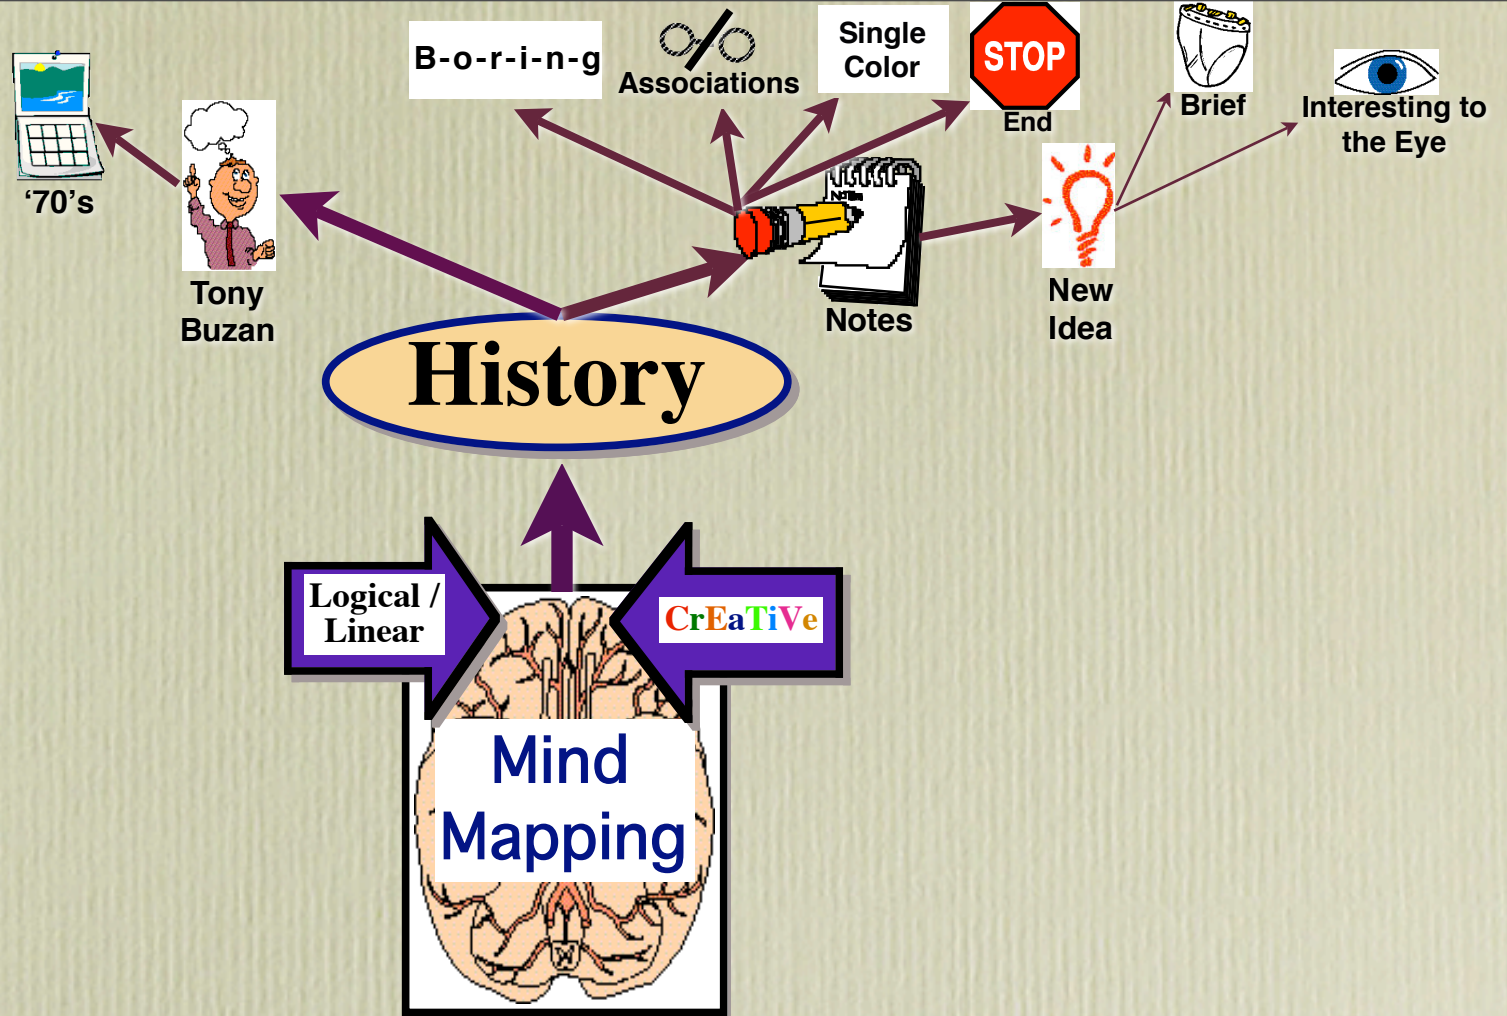 B-o-r-i-n-g
Associations
Single
Color
STOP
End
Brief
Interesting to
the Eye
'70's
Tony
Buzan
Notes
Notes
New
Idea
History
Logical /
Linear
CrEaTiVe
Mind
Mapping